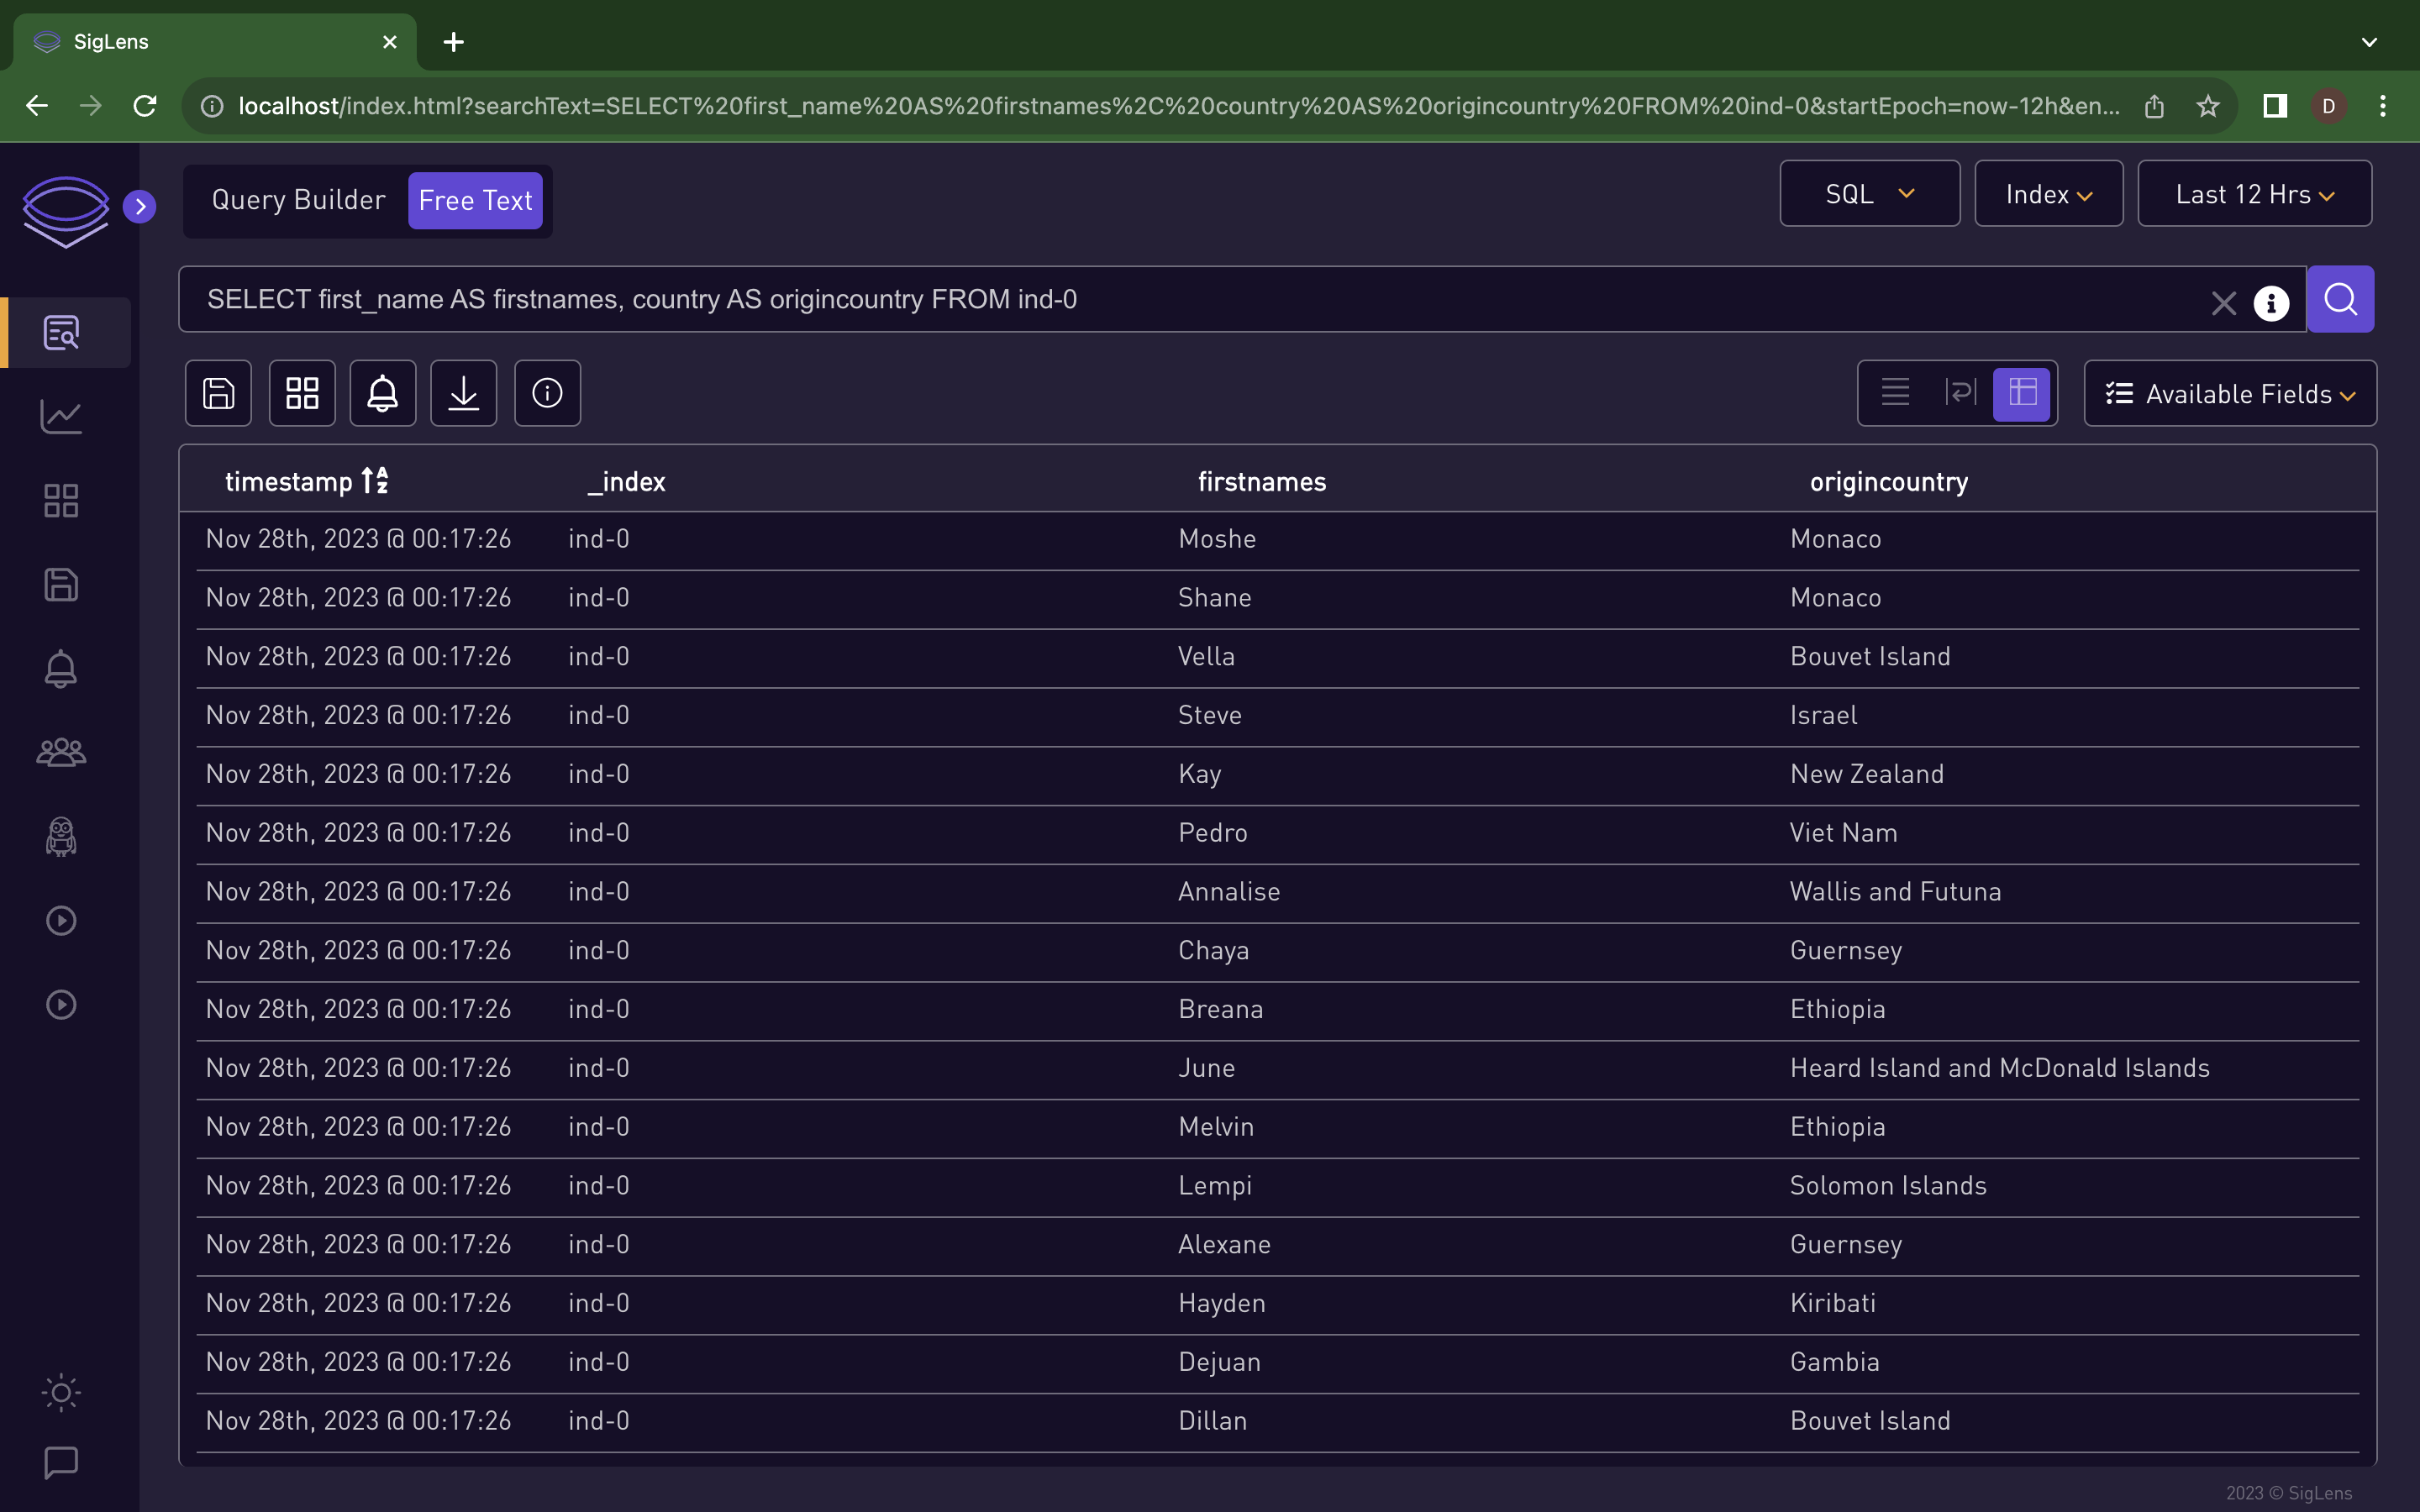 SigLens
localhost/index.html?searchText=SELECT%20first_name%20AS%20firstnames%2C%20country%20AS%20origincountry%20FROM%20ind-0&startEpoch=now-12h&en...
D
Query Builder Free Text
SQL Index Last 12 Hrs
SELECT first_name AS firstnames, country AS origincountry FROM ind-0
Available Fields
timestamp _index firstnames origincountry
Nov 28th, 2023 @ 00:17:26 ind-0 Moshe Monaco
Nov 28th, 2023 @ 00:17:26 ind-0 Shane Monaco
Nov 28th, 2023 @ 00:17:26 ind-0 Vella Bouvet Island
Nov 28th, 2023 @ 00:17:26 ind-0 Steve Israel
Nov 28th, 2023 @ 00:17:26 ind-0 Kay New Zealand
Nov 28th, 2023 @ 00:17:26 ind-0 Pedro Viet Nam
Nov 28th, 2023 @ 00:17:26 ind-0 Annalise Wallis and Futuna
Nov 28th, 2023 @ 00:17:26 ind-0 Chaya Guernsey
Nov 28th, 2023 @ 00:17:26 ind-0 Breana Ethiopia
Nov 28th, 2023 @ 00:17:26 ind-0 June Heard Island and McDonald Islands
Nov 28th, 2023 @ 00:17:26 ind-0 Melvin Ethiopia
Nov 28th, 2023 @ 00:17:26 ind-0 Lempi Solomon Islands
Nov 28th, 2023 @ 00:17:26 ind-0 Alexane Guernsey
Nov 28th, 2023 @ 00:17:26 ind-0 Hayden Kiribati
Nov 28th, 2023 @ 00:17:26 ind-0 Dejuan Gambia
Nov 28th, 2023 @ 00:17:26 ind-0 Dillan Bouvet Island
2023 © SigLens